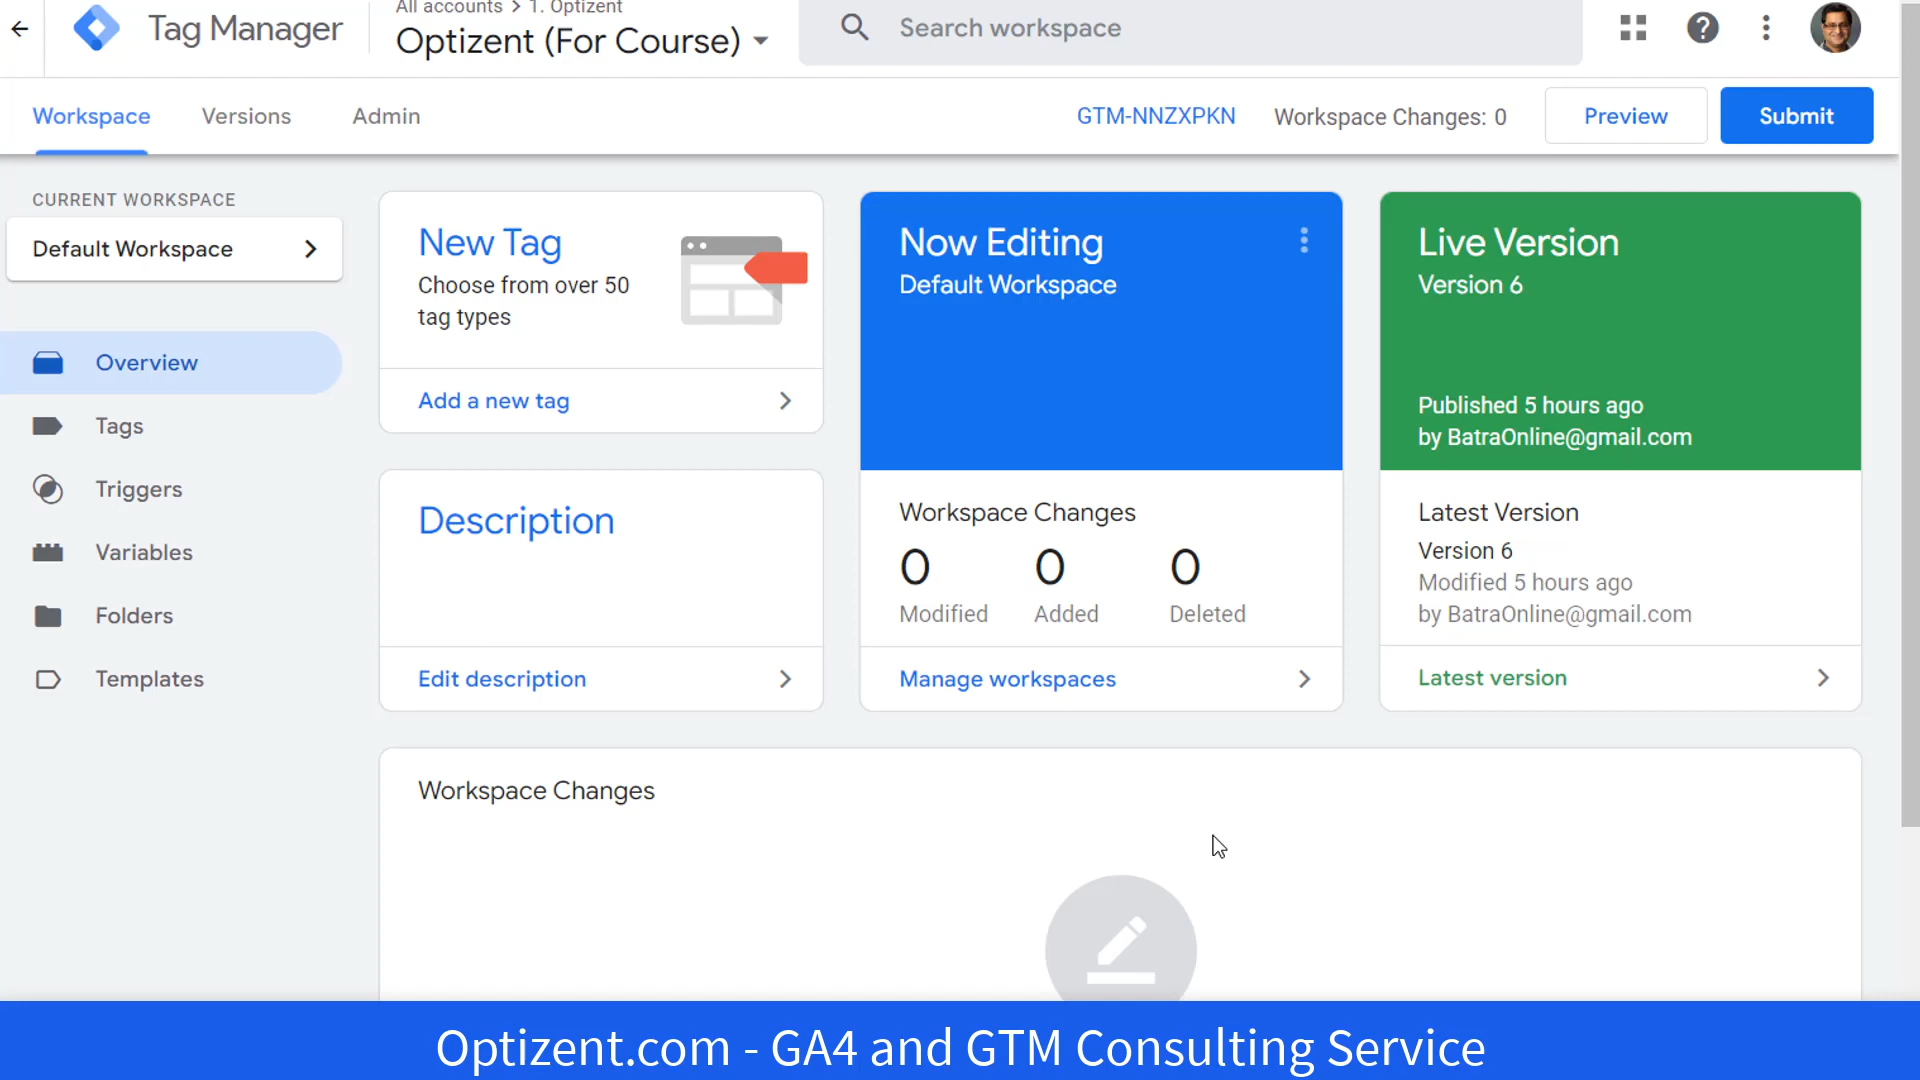 All accounts > 1. Optizent
Tag Manager
Optizent (For Course)
Search workspace
Workspace
Versions
Admin
GTM-NNZXPKN
Workspace Changes: 0
Preview
Submit
CURRENT WORKSPACE
Default Workspace
Overview
Tags
Triggers
Variables
Folders
Templates
New Tag
Choose from over 50
tag types
Add a new tag
Description
Edit description
Now Editing
Default Workspace
Workspace Changes
0 0 0
Modified Added Deleted
Manage workspaces
Live Version
Version 6
Published 5 hours ago
by BatraOnline@gmail.com
Latest Version
Version 6
Modified 5 hours ago
by BatraOnline@gmail.com
Latest version
Workspace Changes
Optizent.com - GA4 and GTM Consulting Service